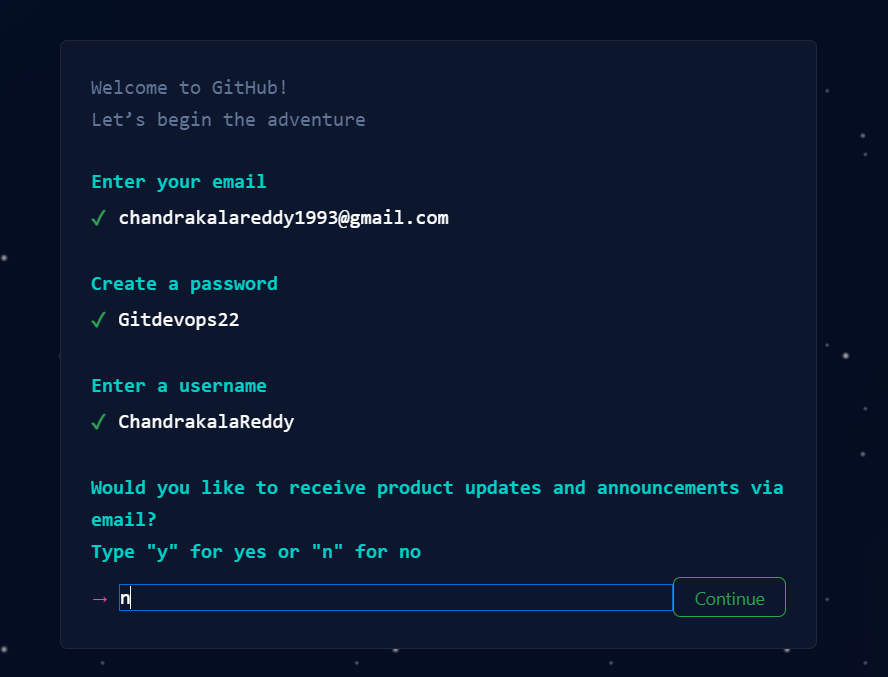 Welcome to GitHub!
Let’s begin the adventure
Enter your email
✓ chandrakalareddy1993@gmail.com
Create a password
✓ Gitdevops22
Enter a username
✓ ChandrakalaReddy
Would you like to receive product updates and announcements via
email?
Type "y" for yes or "n" for no
→ n Continue